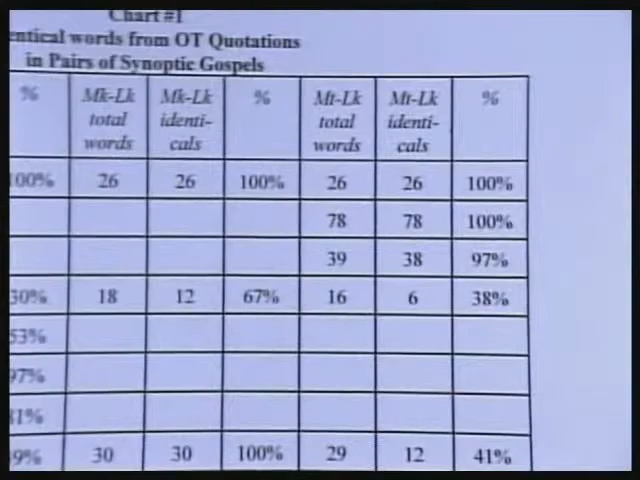 Chart #1
entical words from OT Quotations
in Pairs of Synoptic Gospels
% Mk-Lk total words Mk-Lk identi-cals % Mt-Lk total words Mt-Lk identi-cals %
00% 26 26 100% 26 26 100%
78 78 100%
39 38 97%
30% 18 12 67% 16 6 38%
53%
97%
1%
9% 30 30 100% 29 12 41%